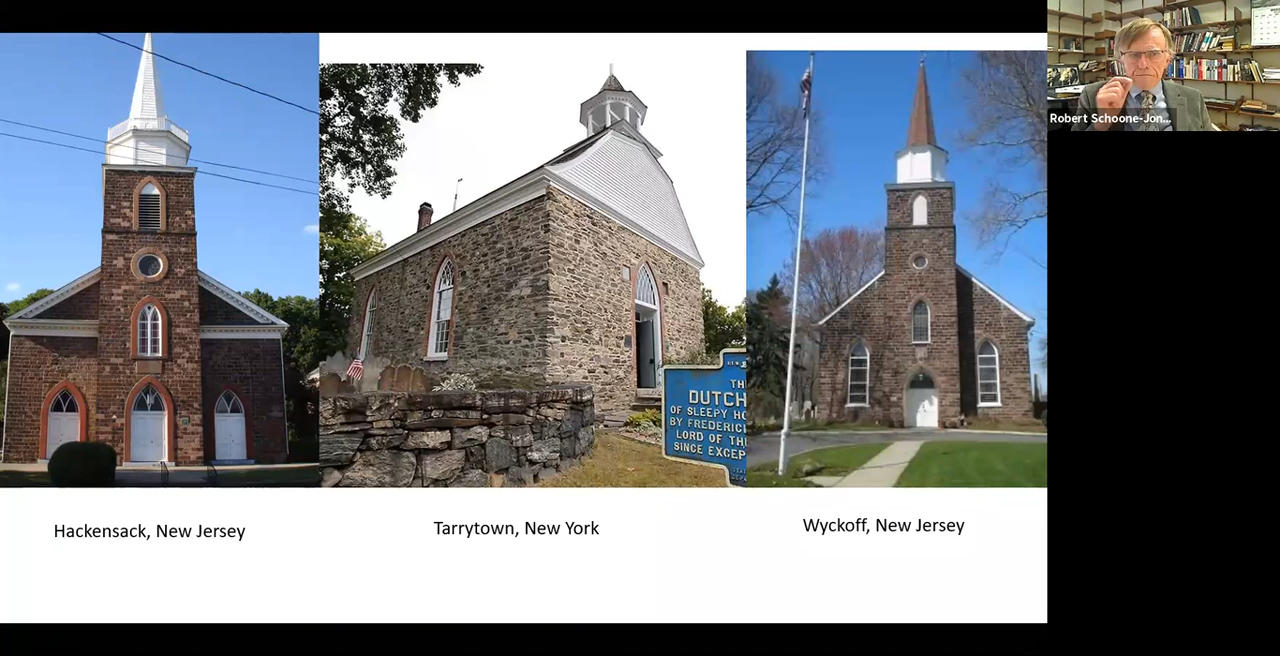 Robert Schoone-Jon...
THE
DUTCH
OF SLEEPY HO
BY FREDERIC
LORD OF TH
SINCE EXCEP
Hackensack, New Jersey
Tarrytown, New York
Wyckoff, New Jersey